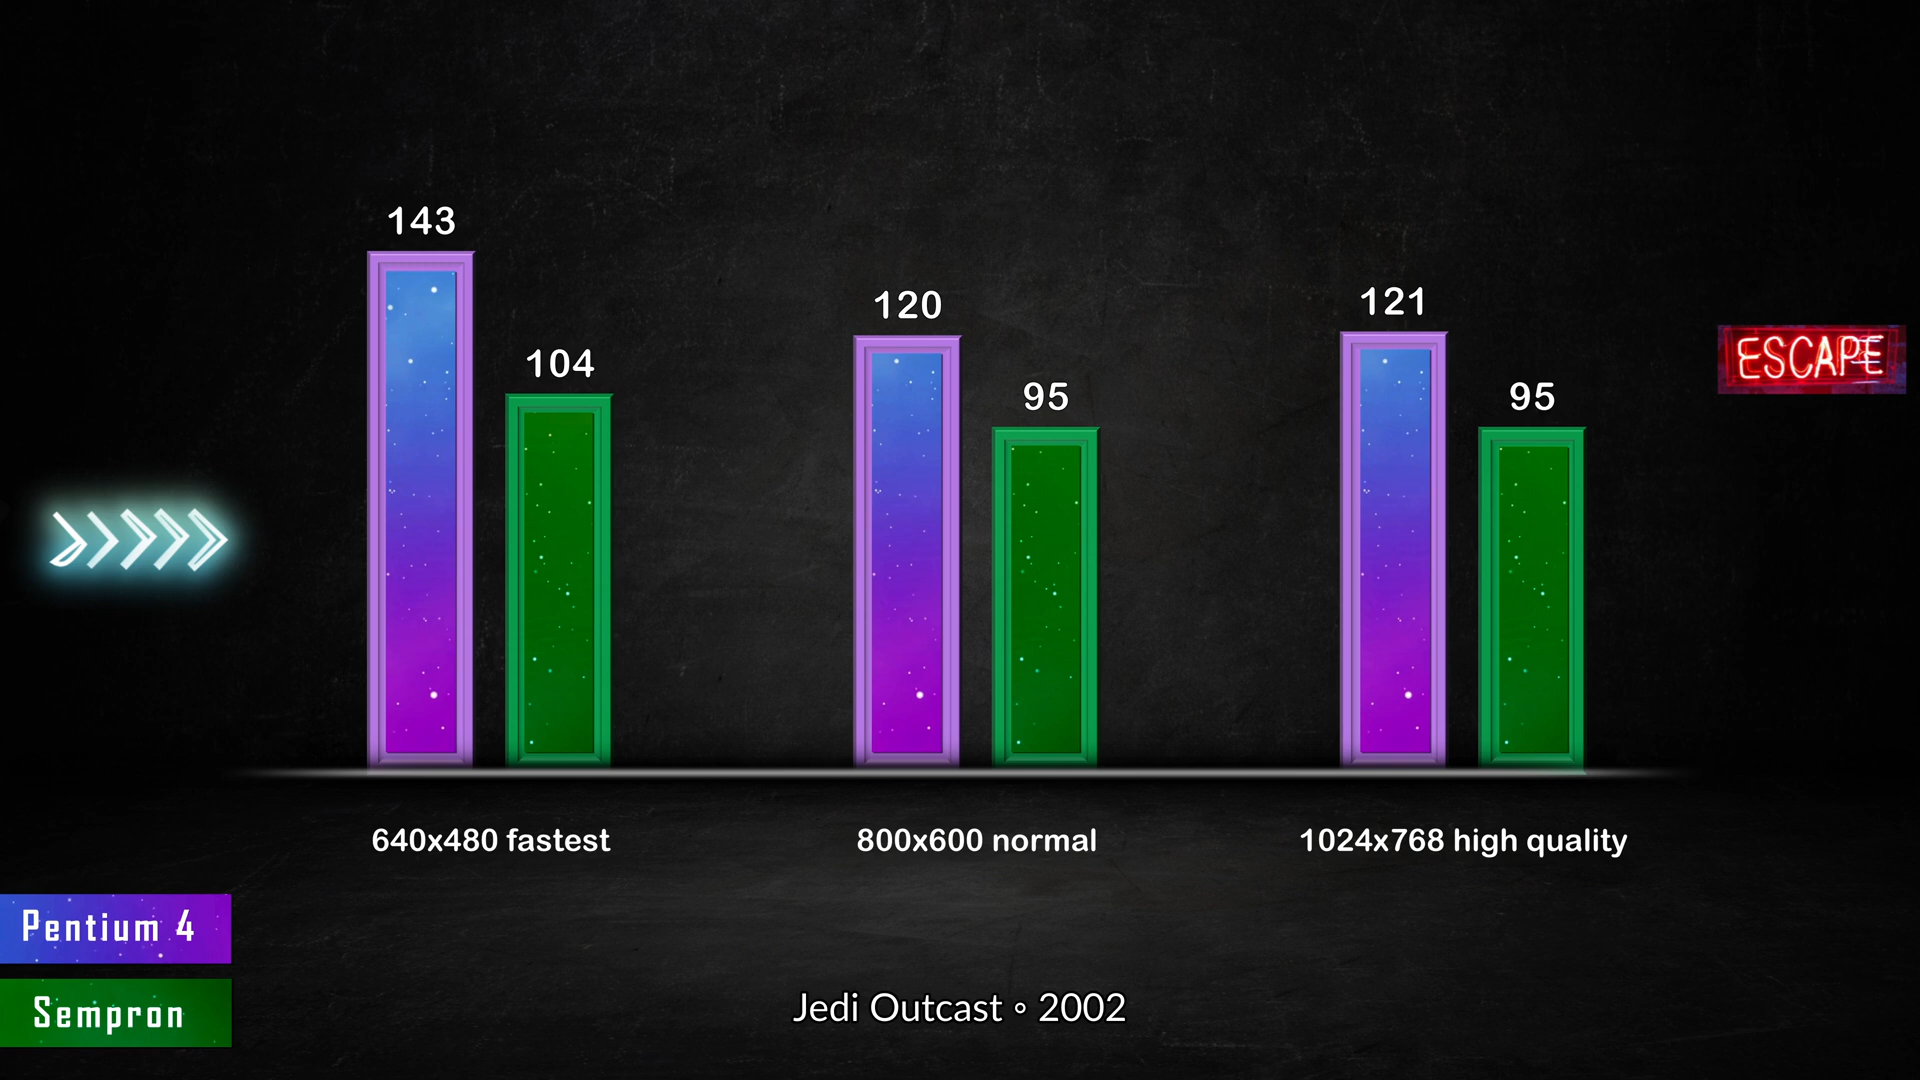 143
104
120
95
121
95
ESCAPE
640x480 fastest
800x600 normal
1024x768 high quality
Pentium 4
Sempron
Jedi Outcast ◦ 2002